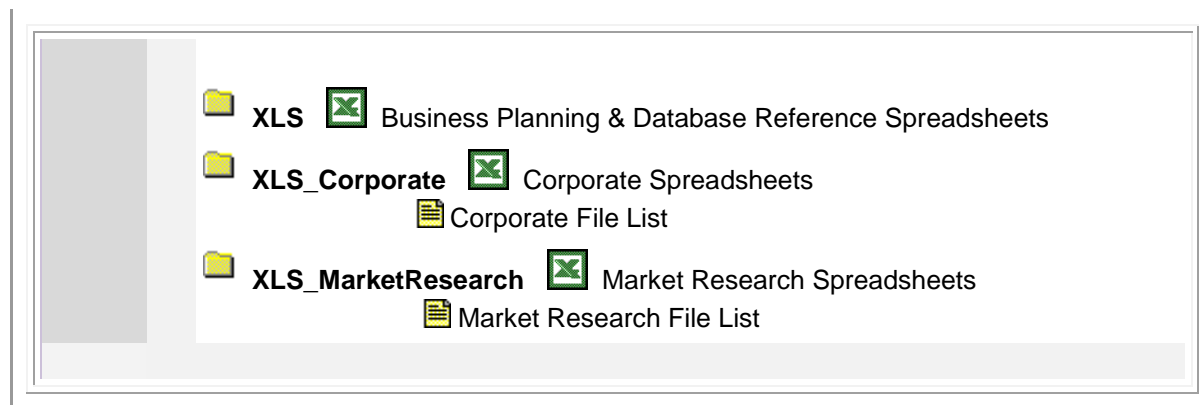 XLS Business Planning & Database Reference Spreadsheets
XLS_Corporate Corporate Spreadsheets
Corporate File List
XLS_MarketResearch Market Research Spreadsheets
Market Research File List